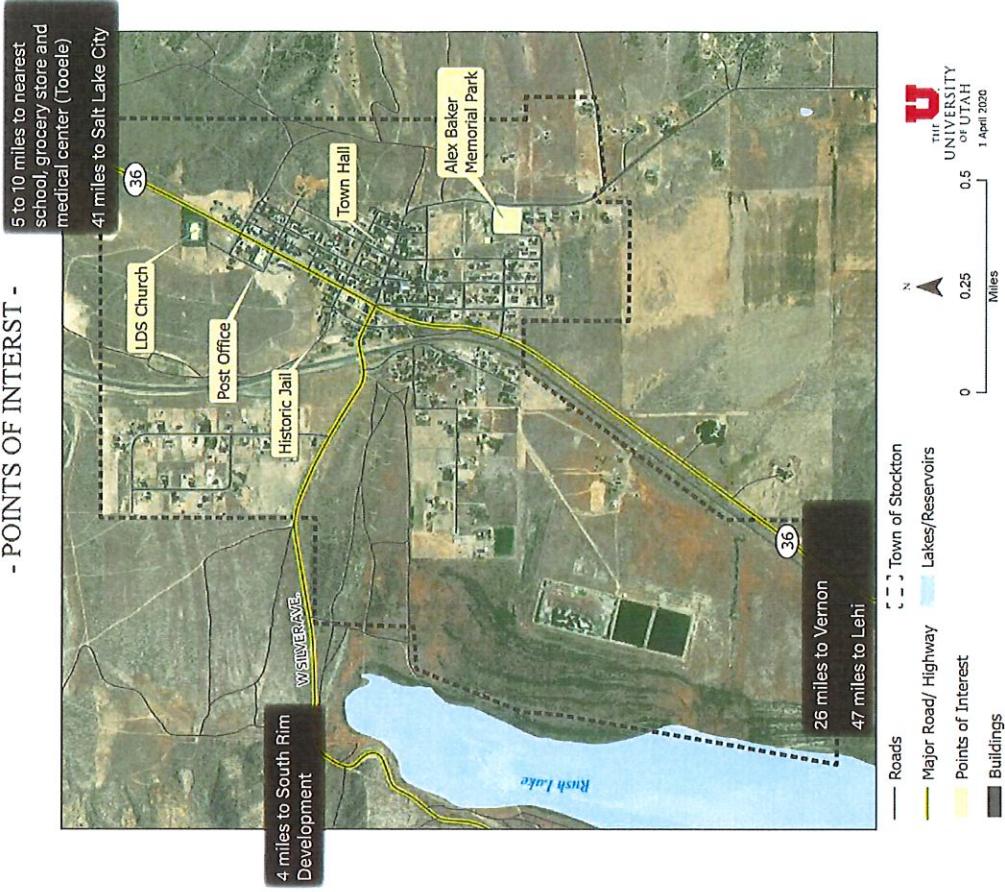 - POINTS OF INTERST -
5 to 10 miles to nearest
school, grocery store and
medical center (Tooele)
41 miles to Salt Lake City
36
LDS Church
Post Office
Town Hall
Historic Jail
Alex Baker
Memorial Park
W SILVER AVE.
4 miles to South Rim
Development
Rush Lake
36
26 miles to Vernon
47 miles to Lehi
Roads
Major Road/ Highway
Points of Interest
Buildings
Town of Stockton
Lakes/Reservoirs
N
0
0.25
0.5
Miles
U
THE
UNIVERSITY
OF UTAH
1 April 2020